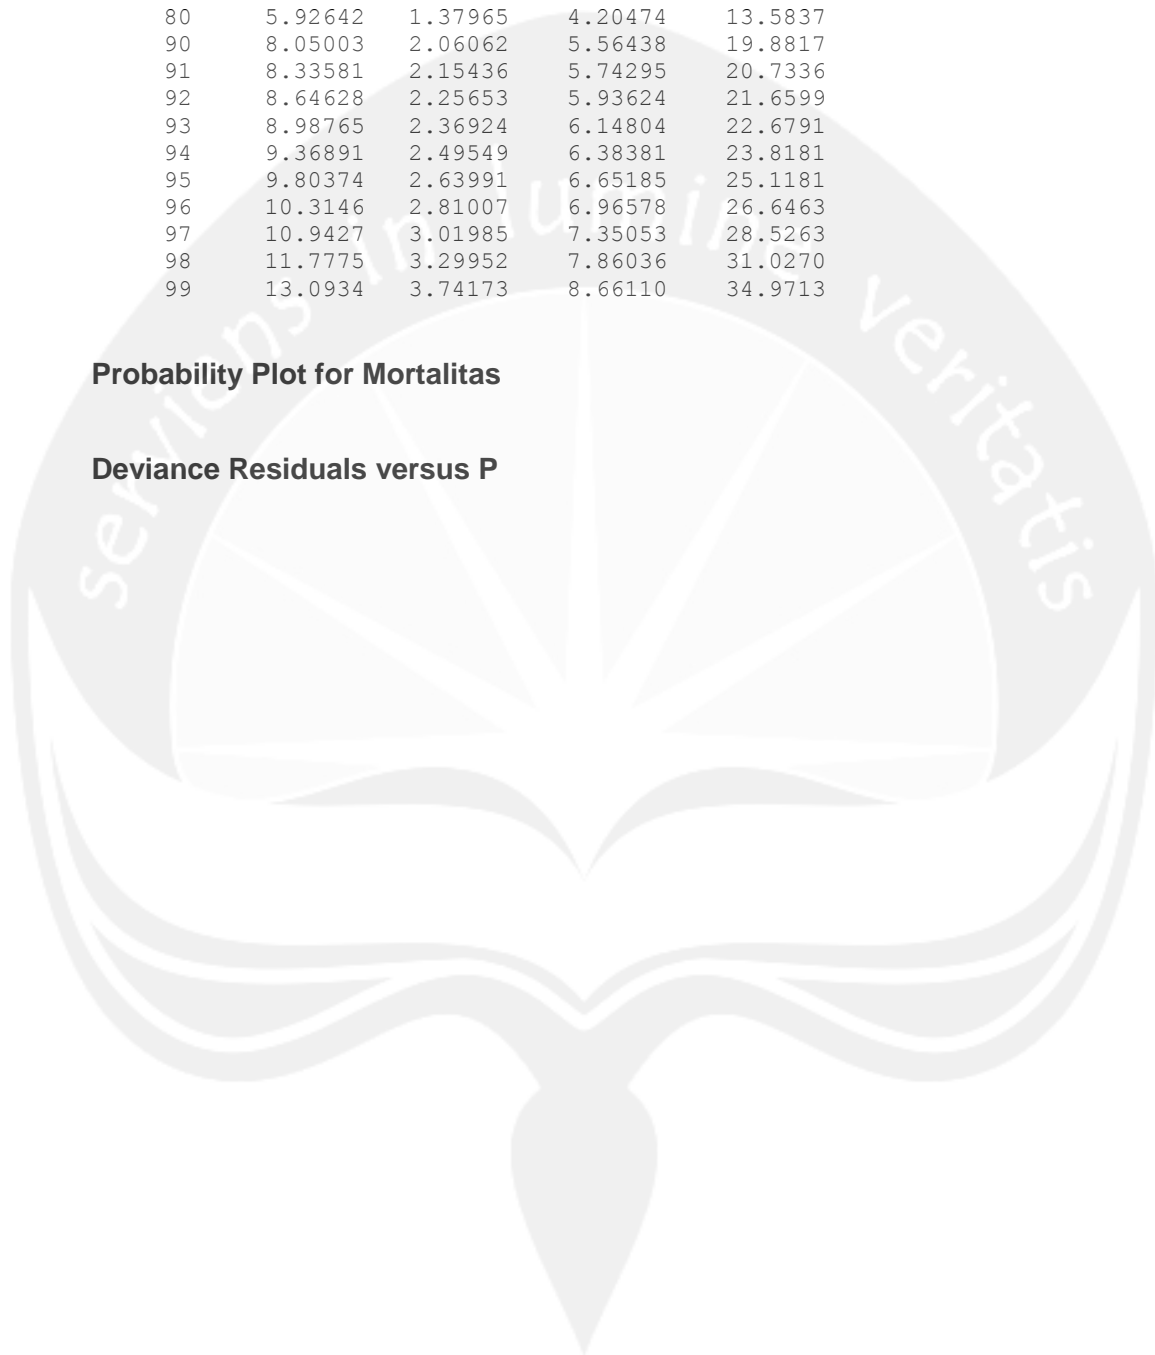 80 5.92642 1.37965 4.20474 13.5837
90 8.05003 2.06062 5.56438 19.8817
91 8.33581 2.15436 5.74295 20.7336
92 8.64628 2.25653 5.93624 21.6599
93 8.98765 2.36924 6.14804 22.6791
94 9.36891 2.49549 6.38381 23.8181
95 9.80374 2.63991 6.65185 25.1181
96 10.3146 2.81007 6.96578 26.6463
97 10.9427 3.01985 7.35053 28.5263
98 11.7775 3.29952 7.86036 31.0270
99 13.0934 3.74173 8.66110 34.9713
serviens in lumine veritatis
Probability Plot for Mortalitas
Deviance Residuals versus P